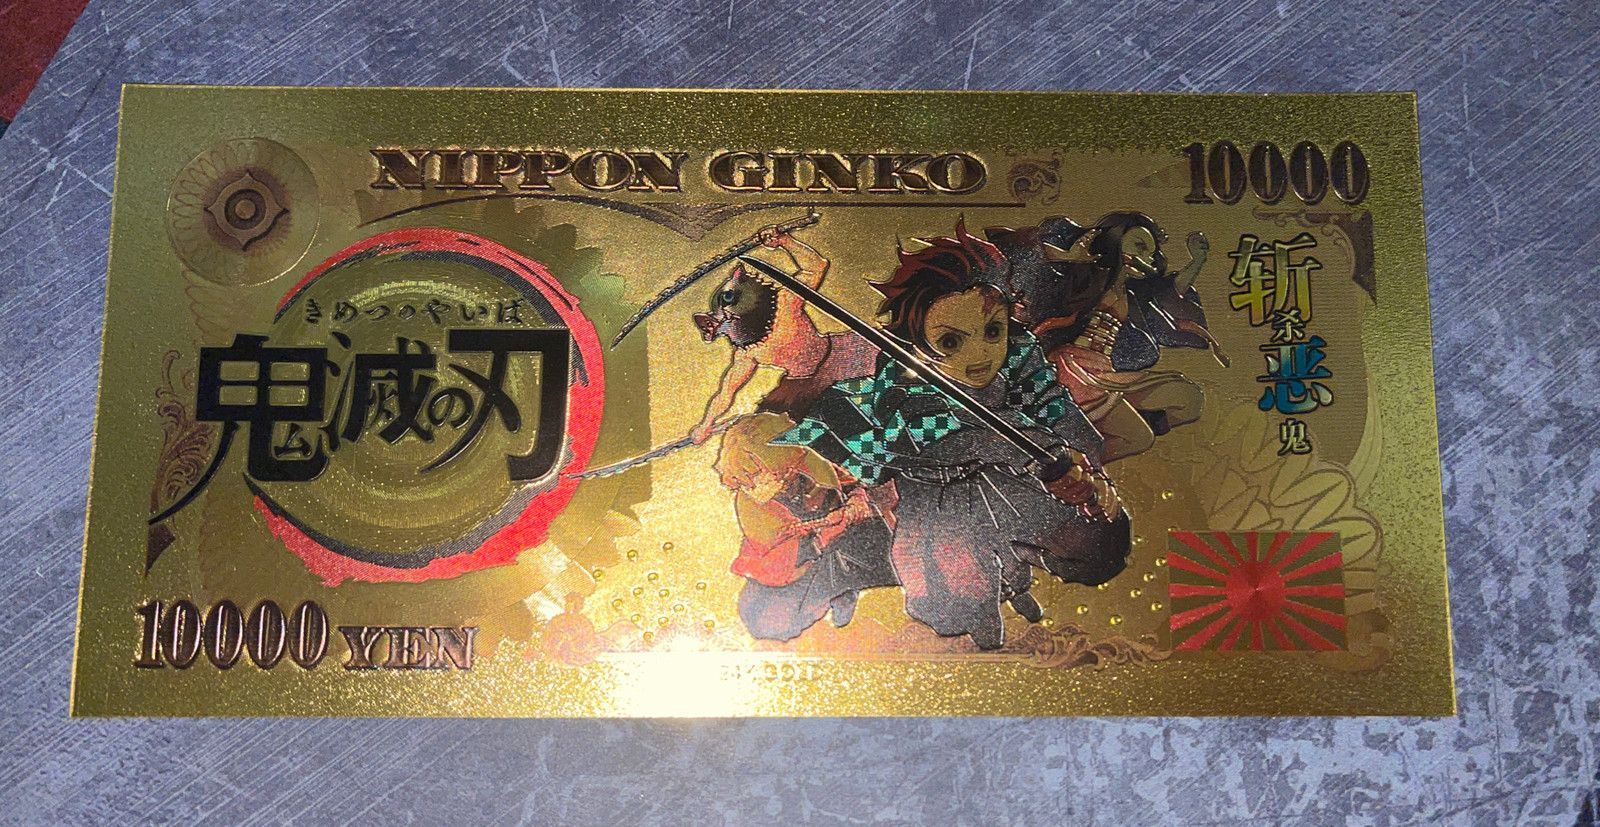 NIPPON GINKO
10000
きめつのやいば
鬼滅の刃
斩杀恶鬼
10000 YEN